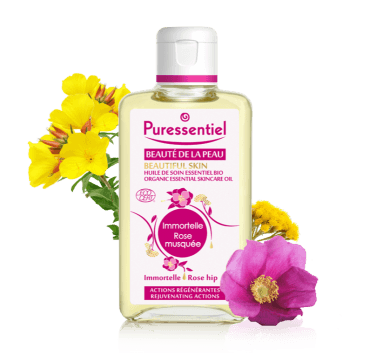 Puressentiel
BEAUTÉ DE LA PEAU
BEAUTIFUL SKIN
HUILE DE SOIN ESSENTIEL BIO
ORGANIC ESSENTIAL SKINCARE OIL
Immortelle
Rose
musquée
Immortelle Rose hip
ACTIONS RÉGÉNÉRANTES
REJUVENATING ACTIONS